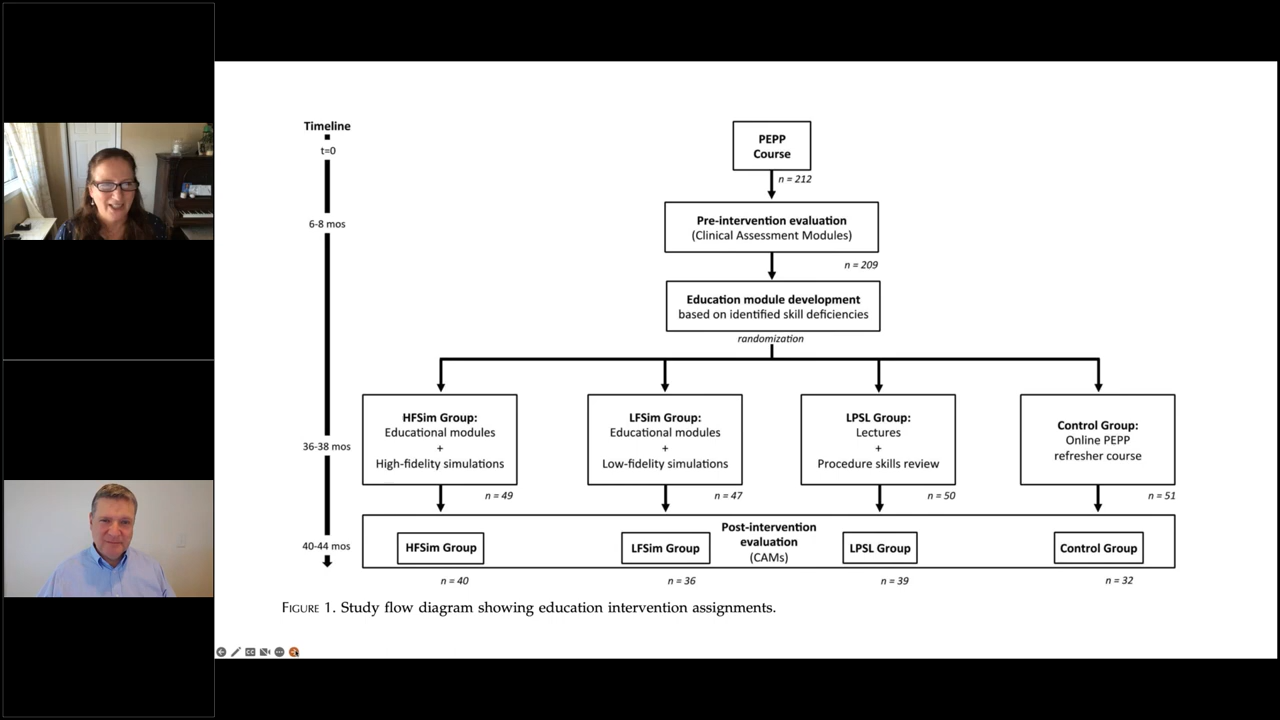 Timeline
t=0
6-8 mos
36-38 mos
40-44 mos
PEPP
Course
n = 212
Pre-intervention evaluation
(Clinical Assessment Modules)
n = 209
Education module development
based on identified skill deficiencies
randomization
HFSim Group:
Educational modules
+
High-fidelity simulations
n = 49
LFSim Group:
Educational modules
+
Low-fidelity simulations
n = 47
LPSL Group:
Lectures
+
Procedure skills review
n = 50
Control Group:
Online PEPP
refresher course
n = 51
Post-intervention
evaluation
(CAMs)
HFSim Group
LFSim Group
LPSL Group
Control Group
n = 40
n = 36
n = 39
n = 32
FIGURE 1. Study flow diagram showing education intervention assignments.
CC